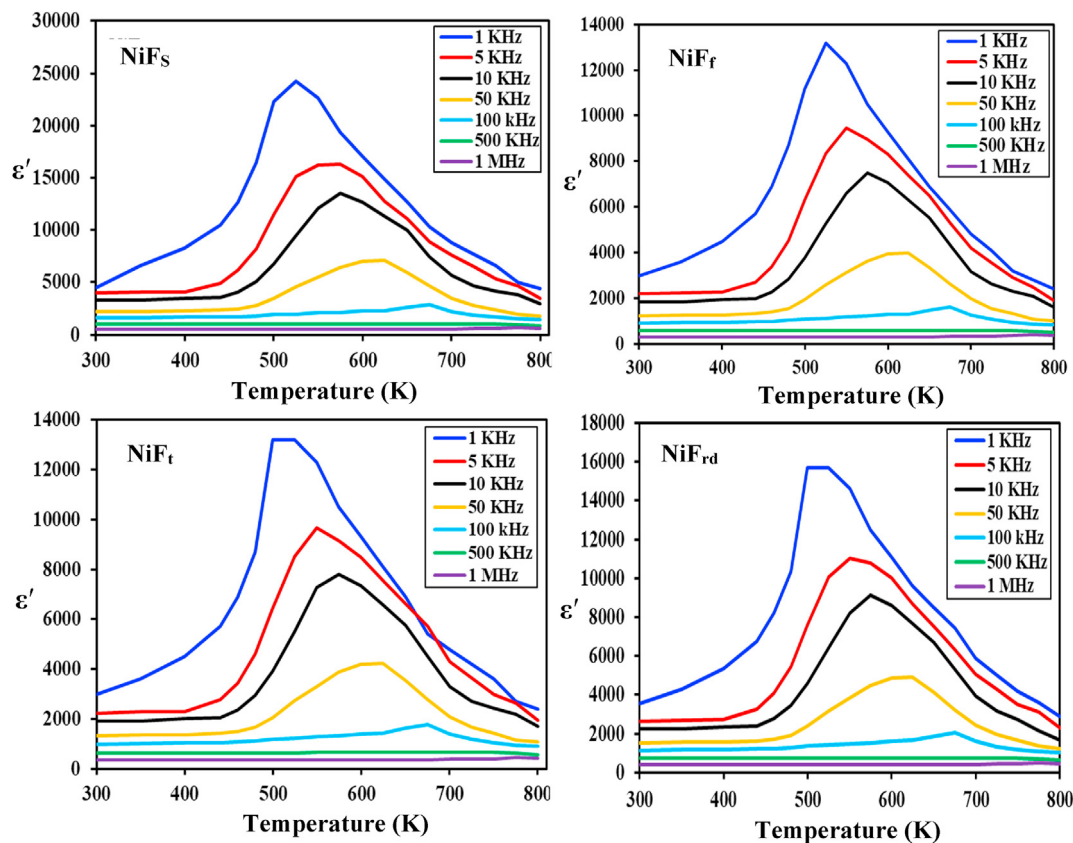 30000
25000
20000
15000
10000
5000
0
ε′
NiFS
1 KHz
5 KHz
10 KHz
50 KHz
100 kHz
500 KHz
1 MHz
300 400 500 600 700 800
Temperature (K)
14000
12000
10000
8000
6000
4000
2000
0
ε′
NiFf
1 KHz
5 KHz
10 KHz
50 KHz
100 kHz
500 KHz
1 MHz
300 400 500 600 700 800
Temperature (K)
14000
12000
10000
8000
6000
4000
2000
0
ε′
NiFt
1 KHz
5 KHz
10 KHz
50 KHz
100 kHz
500 KHz
1 MHz
300 400 500 600 700 800
Temperature (K)
18000
16000
14000
12000
10000
8000
6000
4000
2000
0
ε′
NiFrd
1 KHz
5 KHz
10 KHz
50 KHz
100 kHz
500 KHz
1 MHz
300 400 500 600 700 800
Temperature (K)